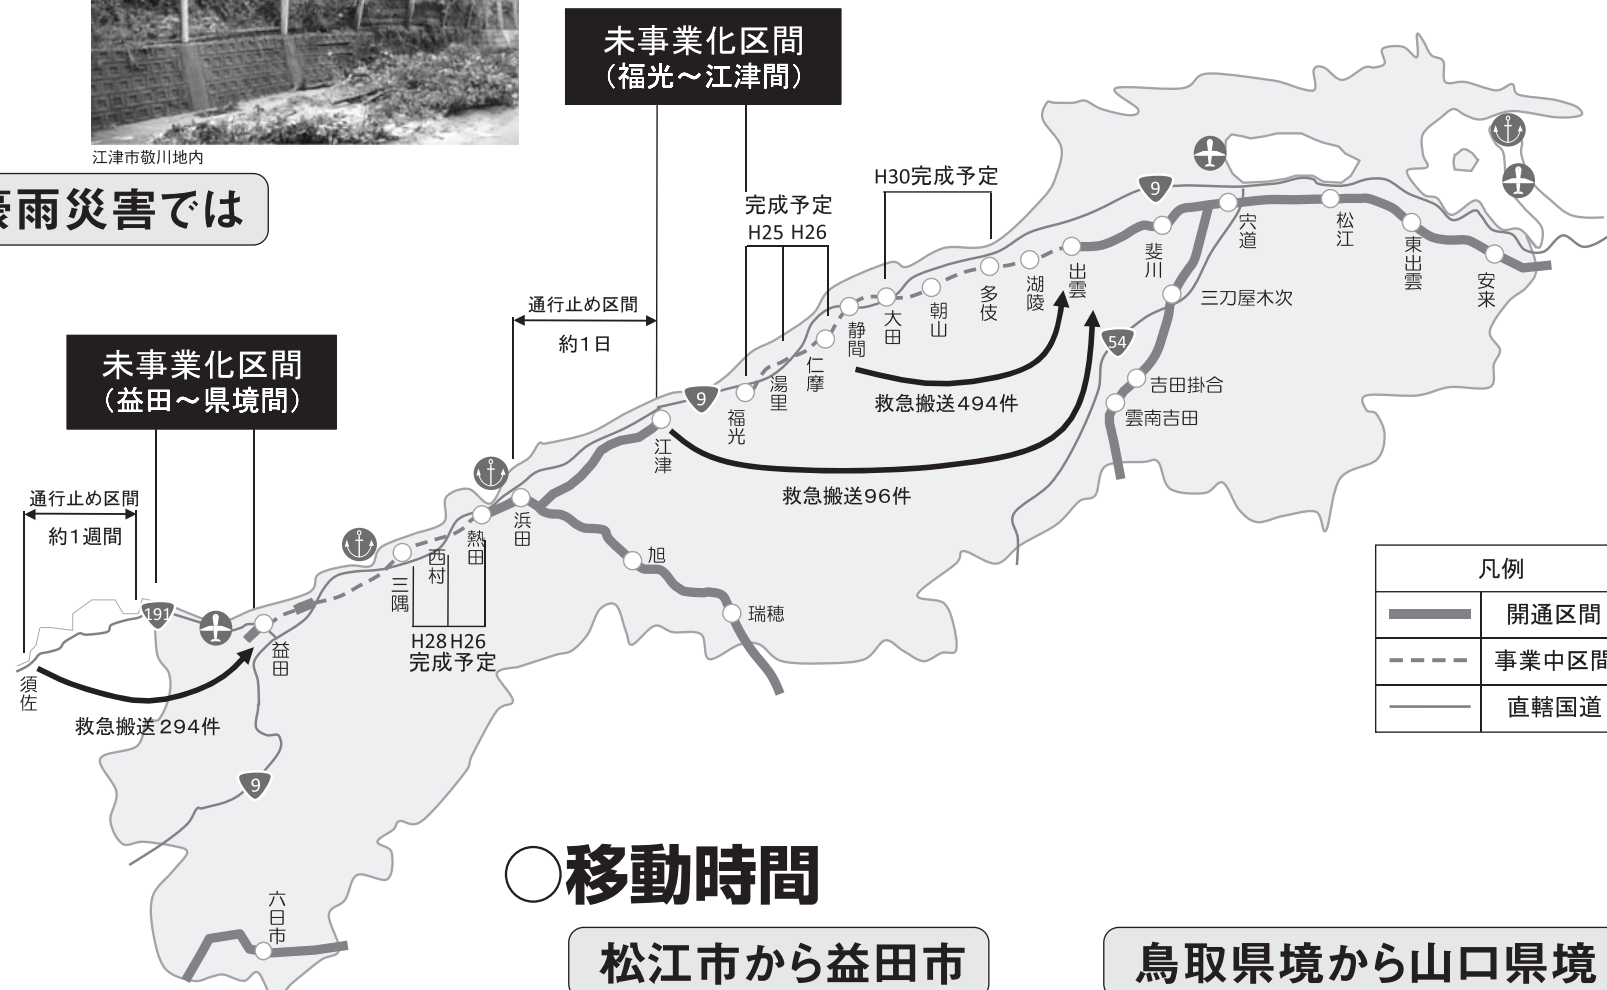 江津市敬川地内
豪雨災害では
未事業化区間
(福光～江津間)
未事業化区間
(益田～県境間)
通行止め区間
約1日
通行止め区間
約1週間
完成予定
H25 H26
H30完成予定
H28 H26
完成予定
救急搬送494件
救急搬送96件
救急搬送294件
9
9
9
54
191
須佐
益田
三隅
西村
熱田
浜田
旭
瑞穂
江津
福光
湯里
仁摩
静間
大田
朝山
多伎
湖陵
出雲
斐川
宍道
松江
東出雲
安来
三刀屋木次
吉田掛合
雲南吉田
六日市
凡例
開通区間
事業中区間
直轄国道
○移動時間
松江市から益田市
鳥取県境から山口県境